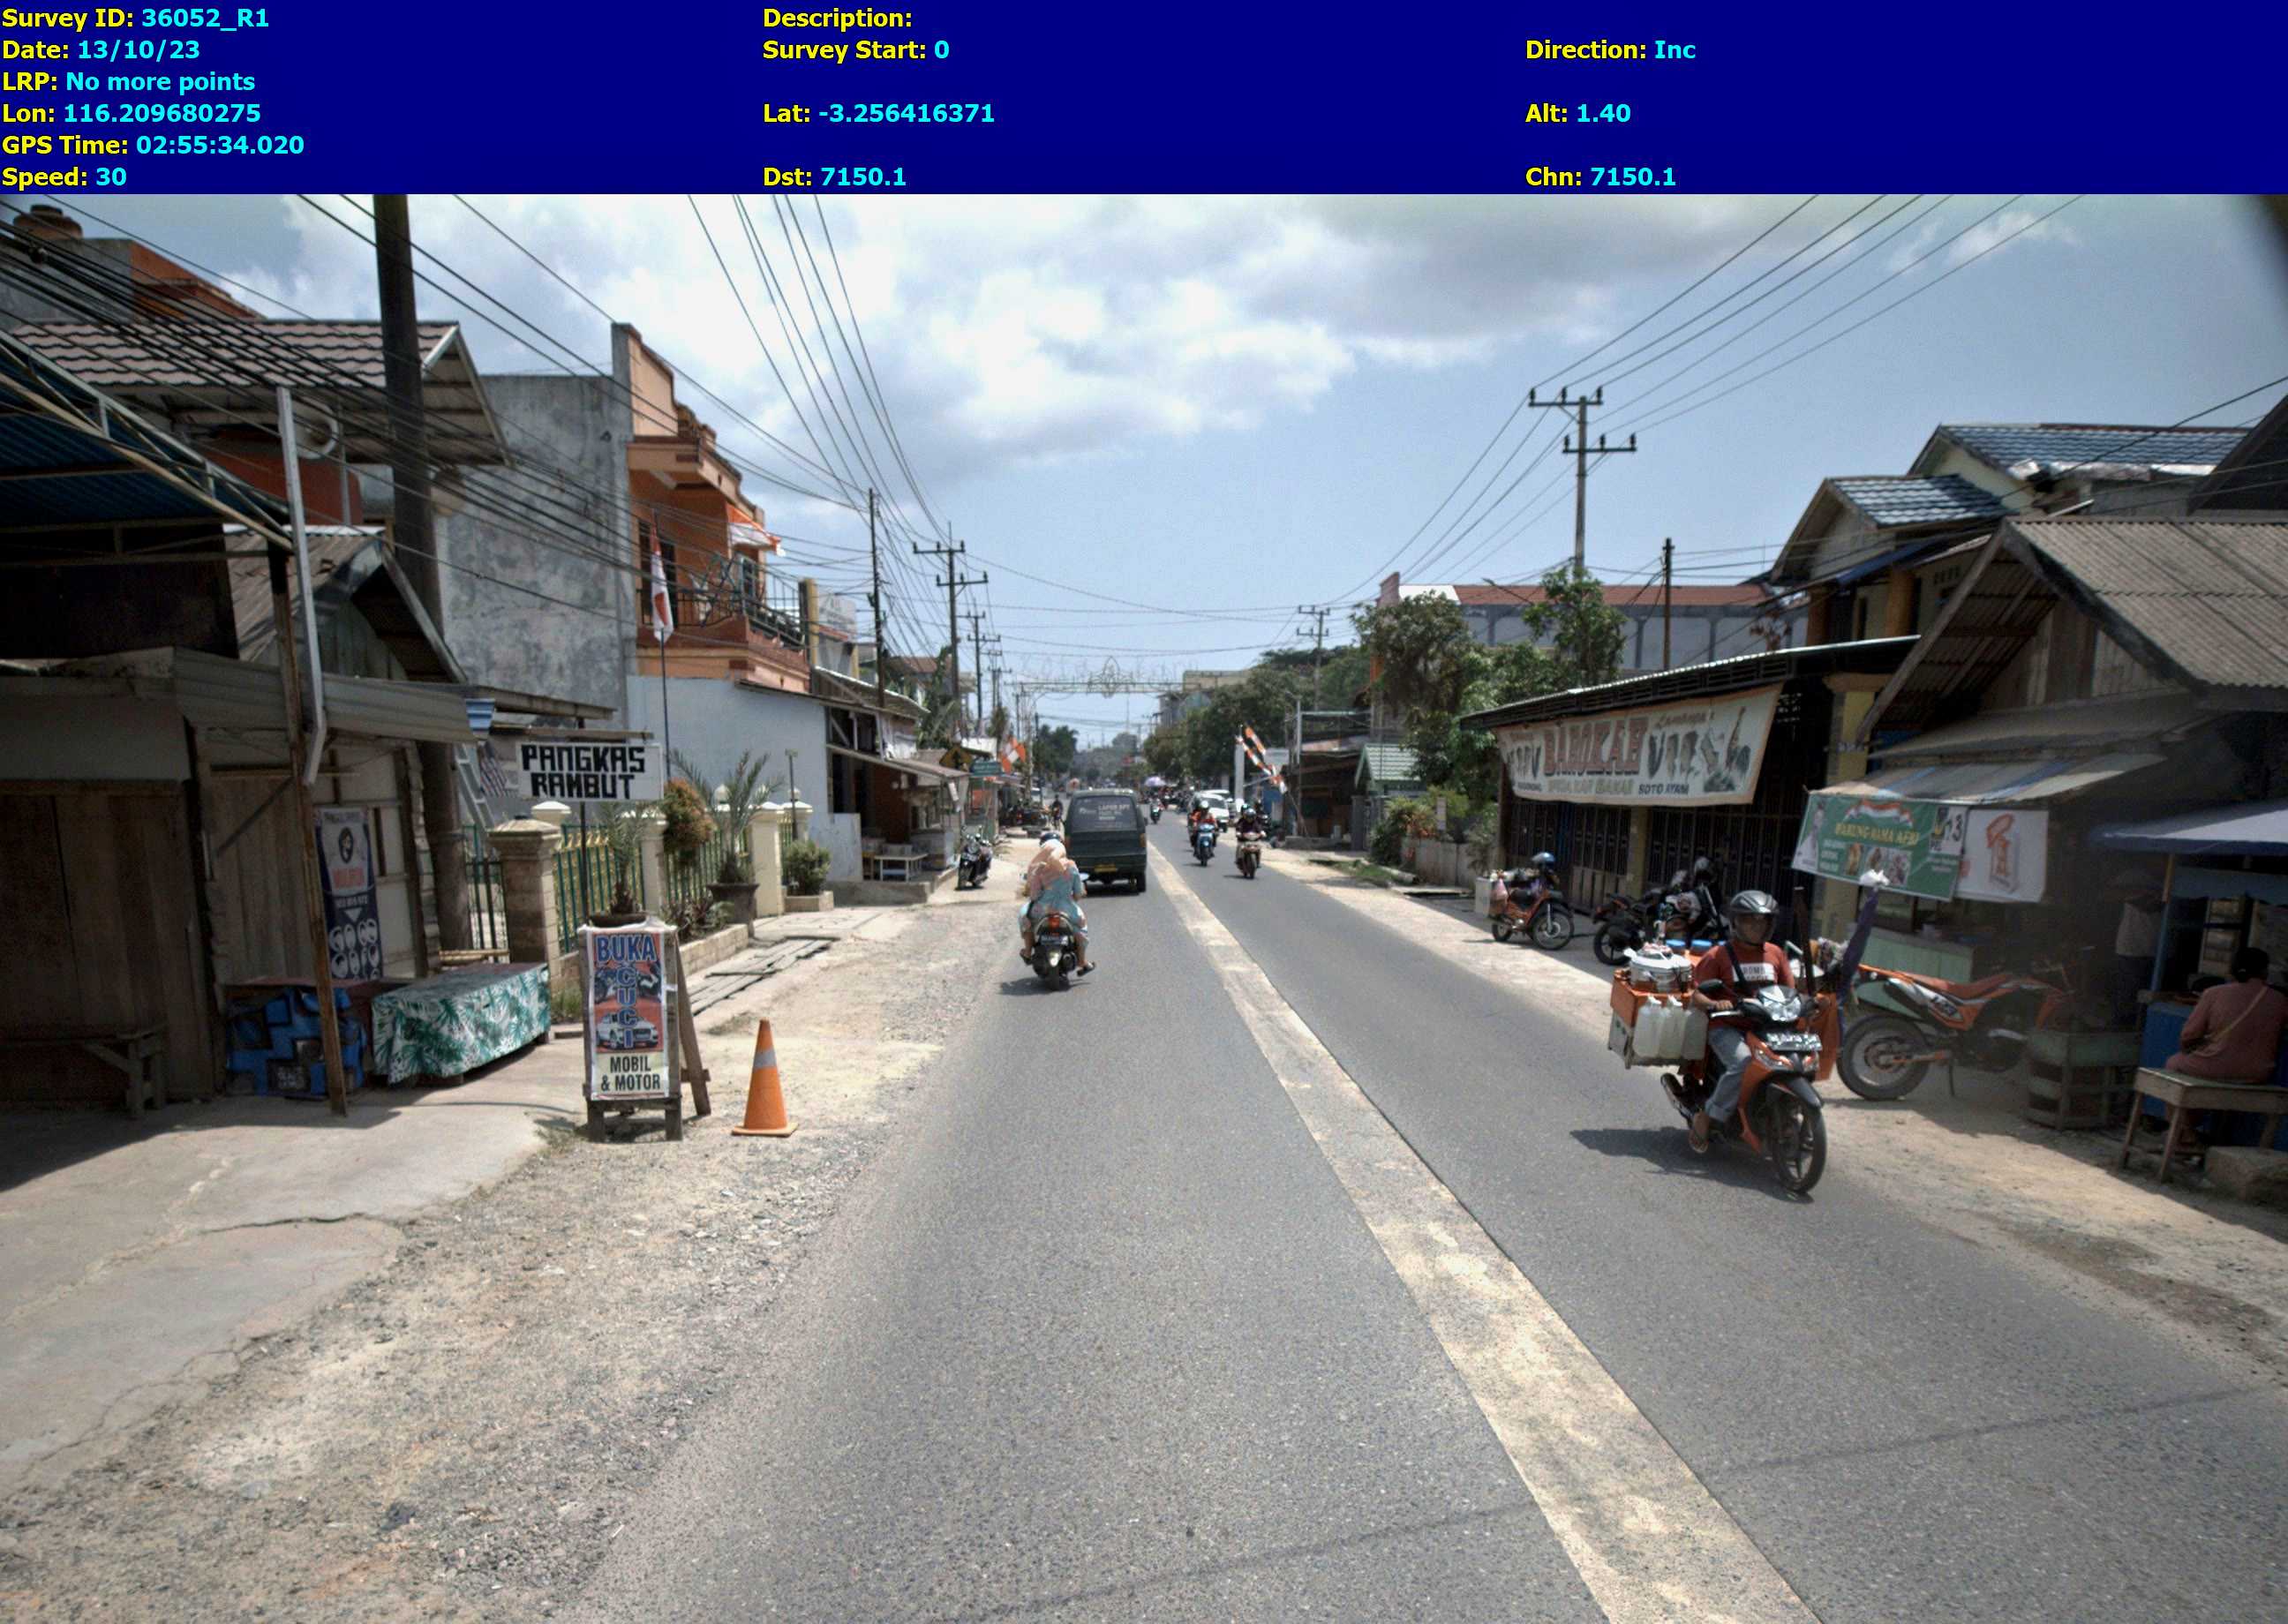 Survey ID: 36052_R1
Description:
Date: 13/10/23
Survey Start: 0
Direction: Inc
LRP: No more points
Lon: 116.209680275
Lat: -3.256416371
Alt: 1.40
GPS Time: 02:55:34.020
Speed: 30
Dst: 7150.1
Chn: 7150.1
PANGKAS
RAMBUT
BUKA
CUCI
MOBIL
& MOTOR
BAROKAH
SOTO AYAM
WARUNG MAMA